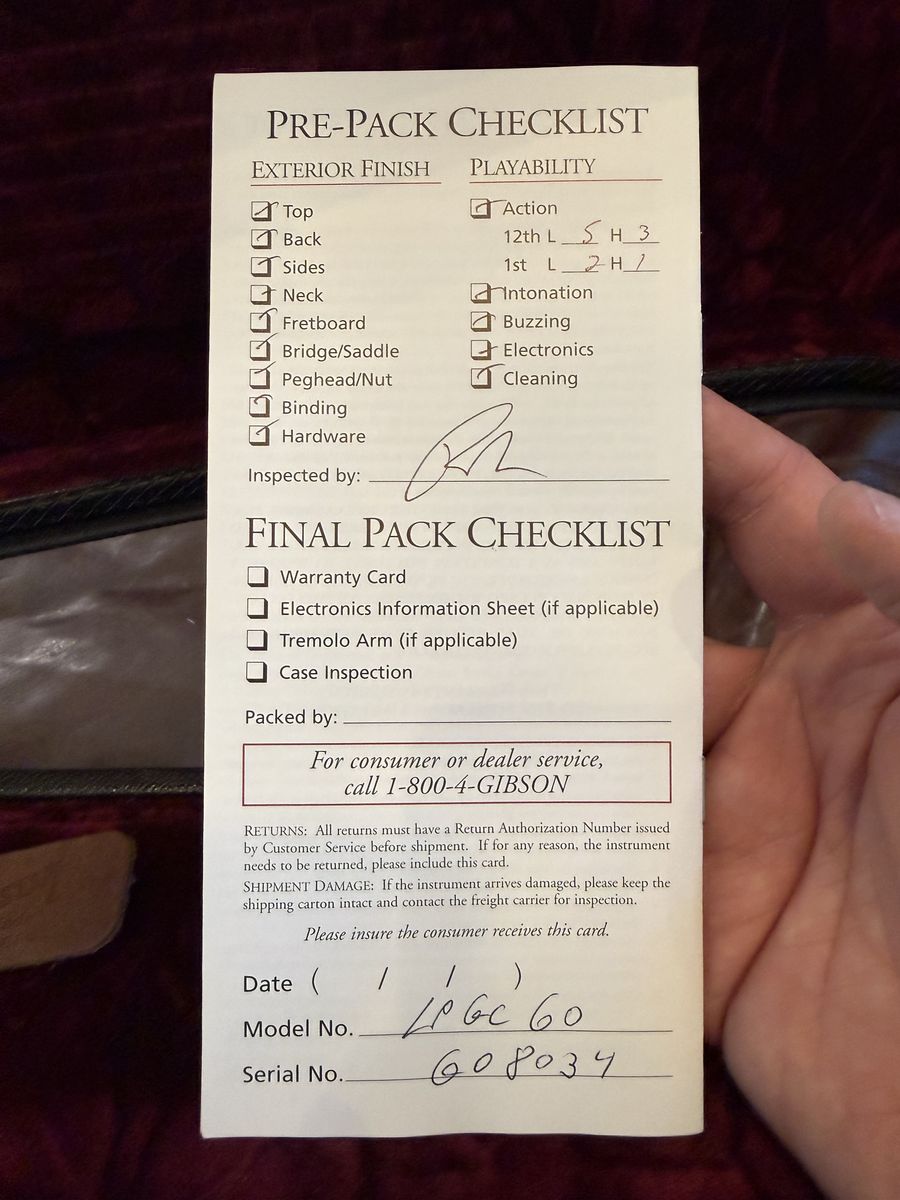 PRE-PACK CHECKLIST
EXTERIOR FINISH
Top
Back
Sides
Neck
Fretboard
Bridge/Saddle
Peghead/Nut
Binding
Hardware
PLAYABILITY
Action
12th L 5 H 3
1st L 2 H 1
Intonation
Buzzing
Electronics
Cleaning
Inspected by:
FINAL PACK CHECKLIST
Warranty Card
Electronics Information Sheet (if applicable)
Tremolo Arm (if applicable)
Case Inspection
Packed by:
For consumer or dealer service,
call 1-800-4-GIBSON
RETURNS: All returns must have a Return Authorization Number issued
by Customer Service before shipment. If for any reason, the instrument
needs to be returned, please include this card.
SHIPMENT DAMAGE: If the instrument arrives damaged, please keep the
shipping carton intact and contact the freight carrier for inspection.
Please insure the consumer receives this card.
Date ( / / )
Model No. LPGC 60
Serial No. 608034